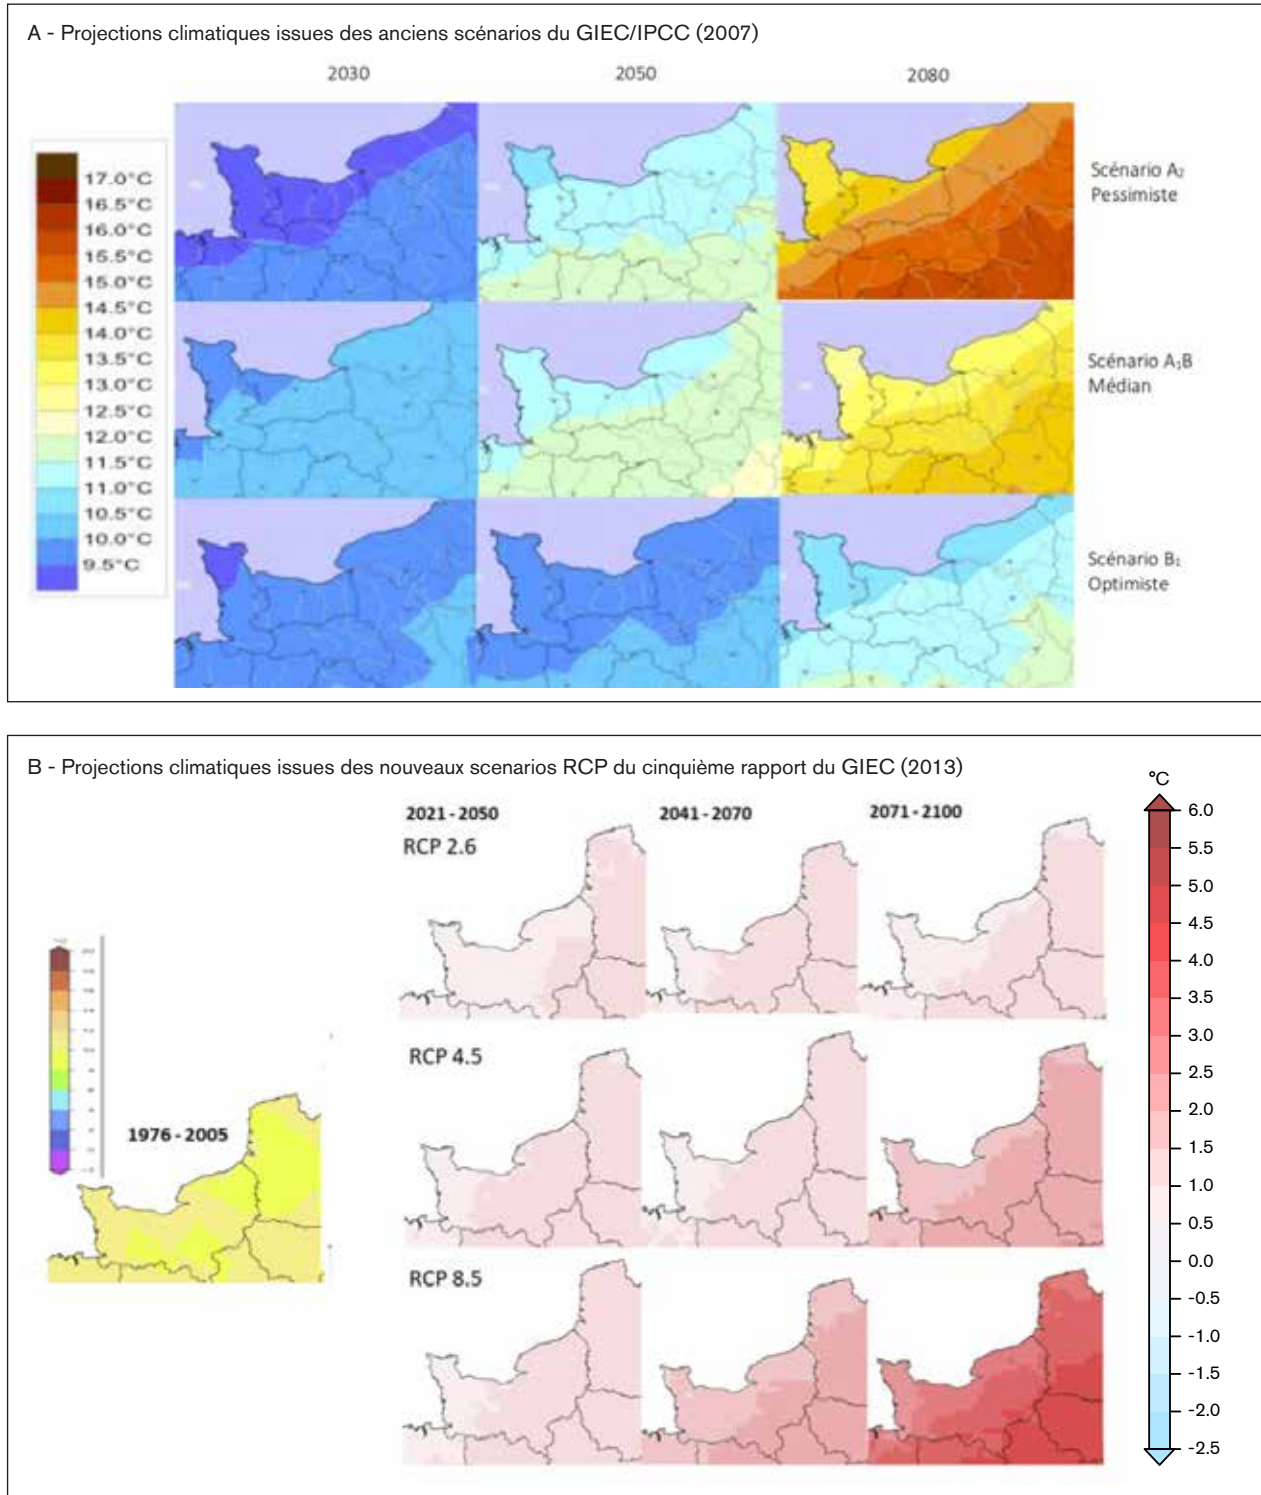 A - Projections climatiques issues des anciens scénarios du GIEC/IPCC (2007)
2030
2050
2080
17.0°C
16.5°C
16.0°C
15.5°C
15.0°C
14.5°C
14.0°C
13.5°C
13.0°C
12.5°C
12.0°C
11.5°C
11.0°C
10.5°C
10.0°C
9.5°C
Scénario A₂
Pessimiste
Scénario A₁B
Médian
Scénario B₁
Optimiste
B - Projections climatiques issues des nouveaux scenarios RCP du cinquième rapport du GIEC (2013)
1976 - 2005
2021 - 2050
2041 - 2070
2071 - 2100
RCP 2.6
RCP 4.5
RCP 8.5
°C
6.0
5.5
5.0
4.5
4.0
3.5
3.0
2.5
2.0
1.5
1.0
0.5
0.0
-0.5
-1.0
-1.5
-2.0
-2.5